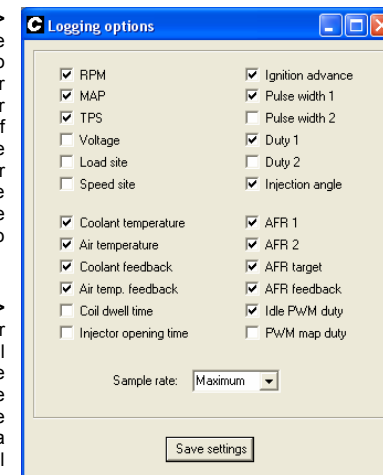 Logging options
RPM
MAP
TPS
Voltage
Load site
Speed site
Coolant temperature
Air temperature
Coolant feedback
Air temp. feedback
Coil dwell time
Injector opening time
Ignition advance
Pulse width 1
Pulse width 2
Duty 1
Duty 2
Injection angle
AFR 1
AFR 2
AFR target
AFR feedback
Idle PWM duty
PWM map duty
Sample rate: Maximum
Save settings